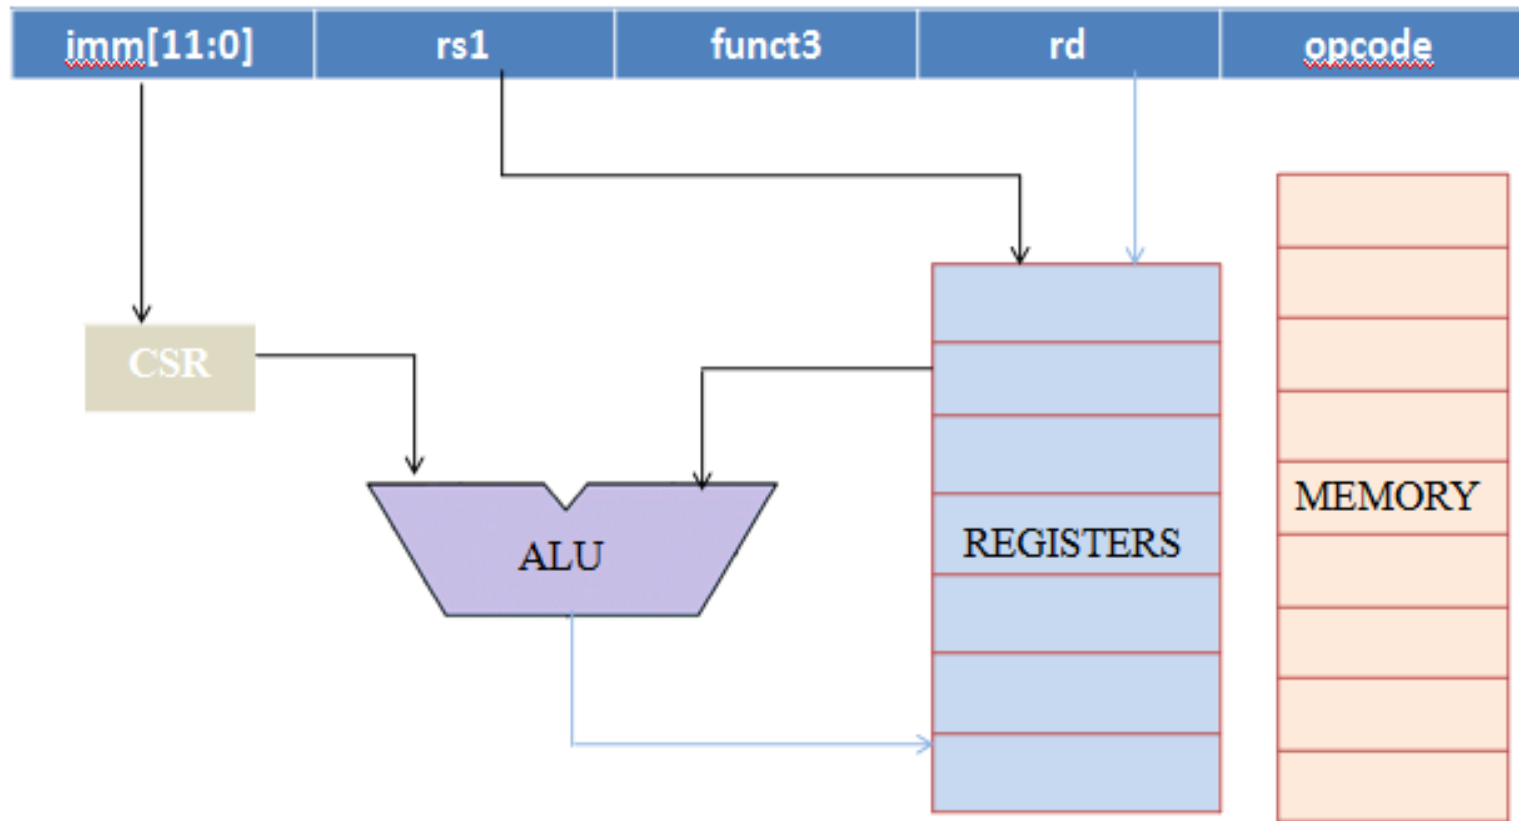 imm[11:0] rs1 funct3 rd opcode
CSR
ALU
REGISTERS
MEMORY